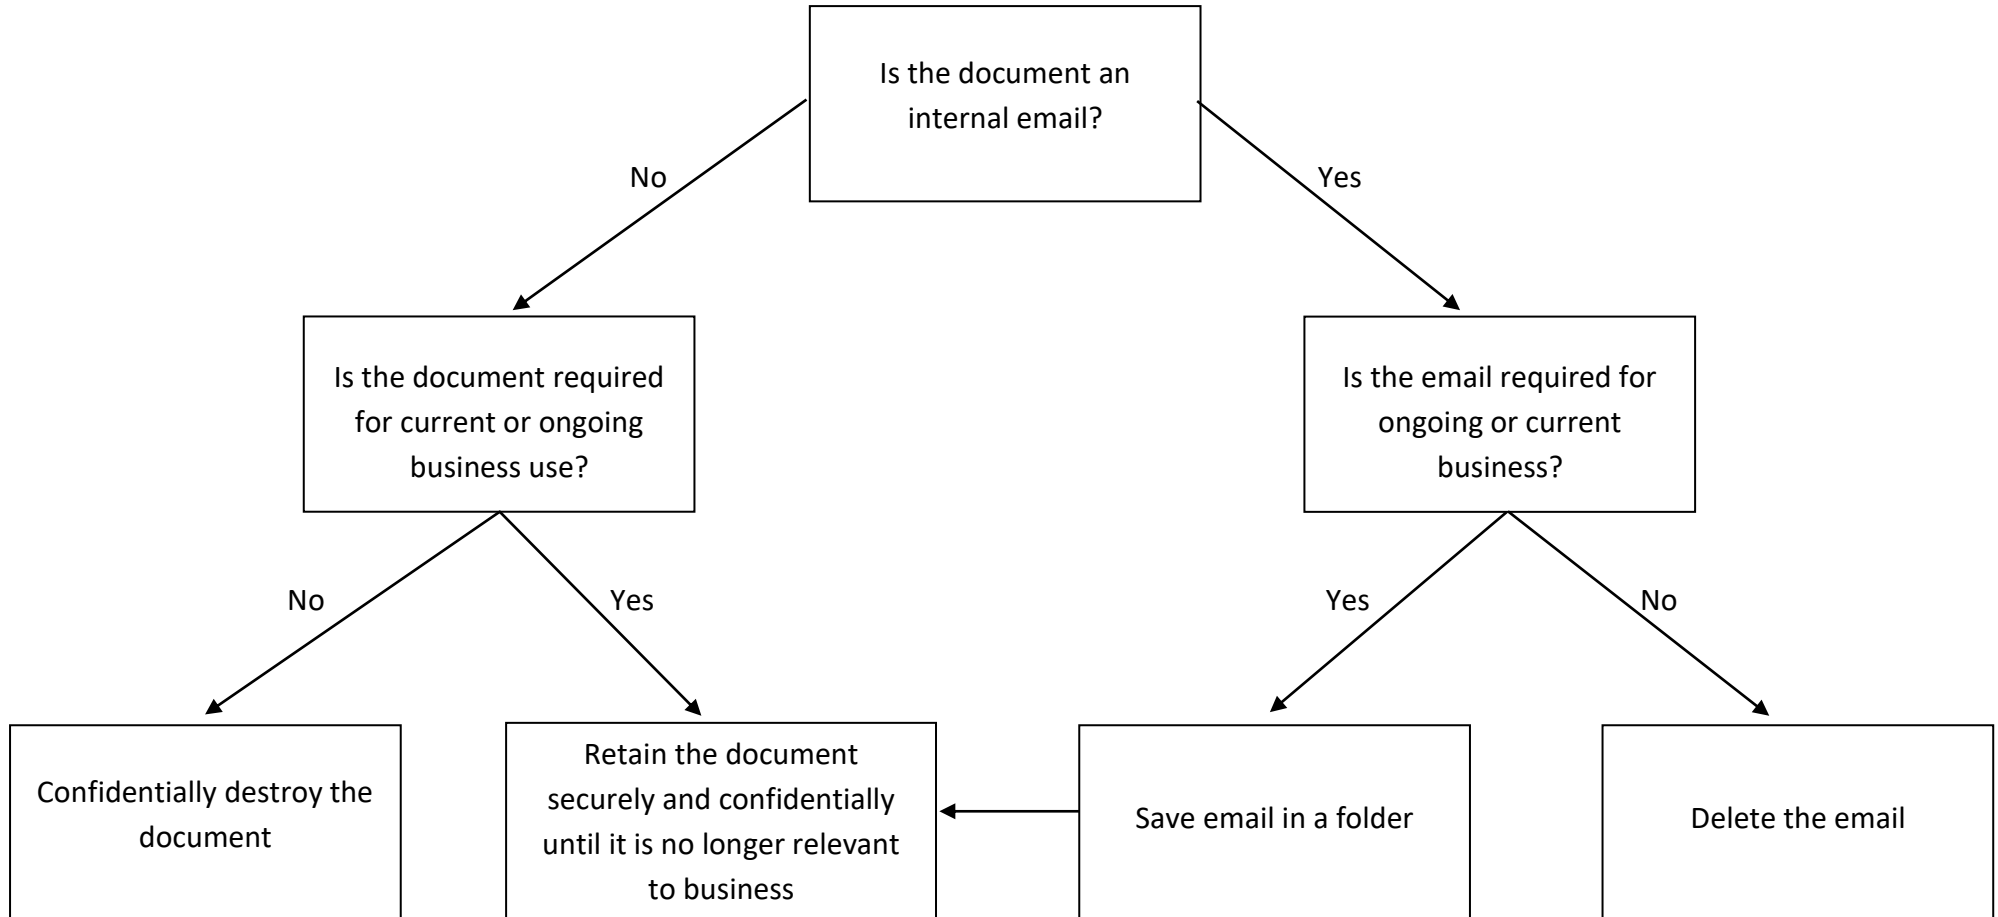 Is the document an
internal email?
No
Yes
Is the document required
for current or ongoing
business use?
Is the email required for
ongoing or current
business?
No
Yes
Yes
No
Confidentially destroy the
document
Retain the document
securely and confidentially
until it is no longer relevant
to business
Save email in a folder
Delete the email